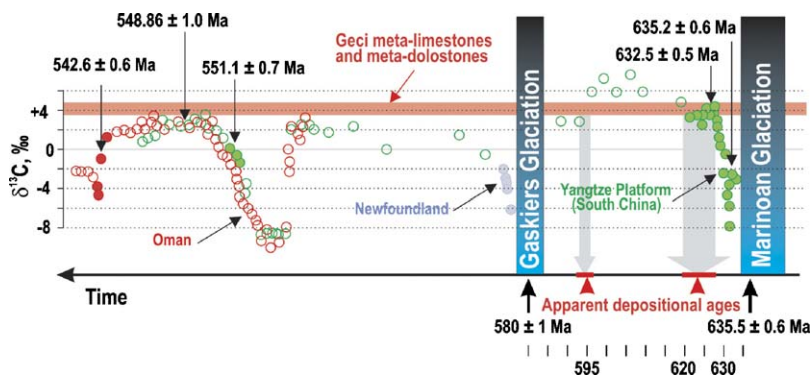 548.86 ± 1.0 Ma
542.6 ± 0.6 Ma
551.1 ± 0.7 Ma
Geci meta-limestones
and meta-dolostones
635.2 ± 0.6 Ma
632.5 ± 0.5 Ma
δ¹³C, ‰
+4
0
-4
-8
Oman
Newfoundland
Gaskiers Glaciation
Yangtze Platform
(South China)
Marinoan Glaciation
Time
Apparent depositional ages
580 ± 1 Ma
635.5 ± 0.6 Ma
595
620
630